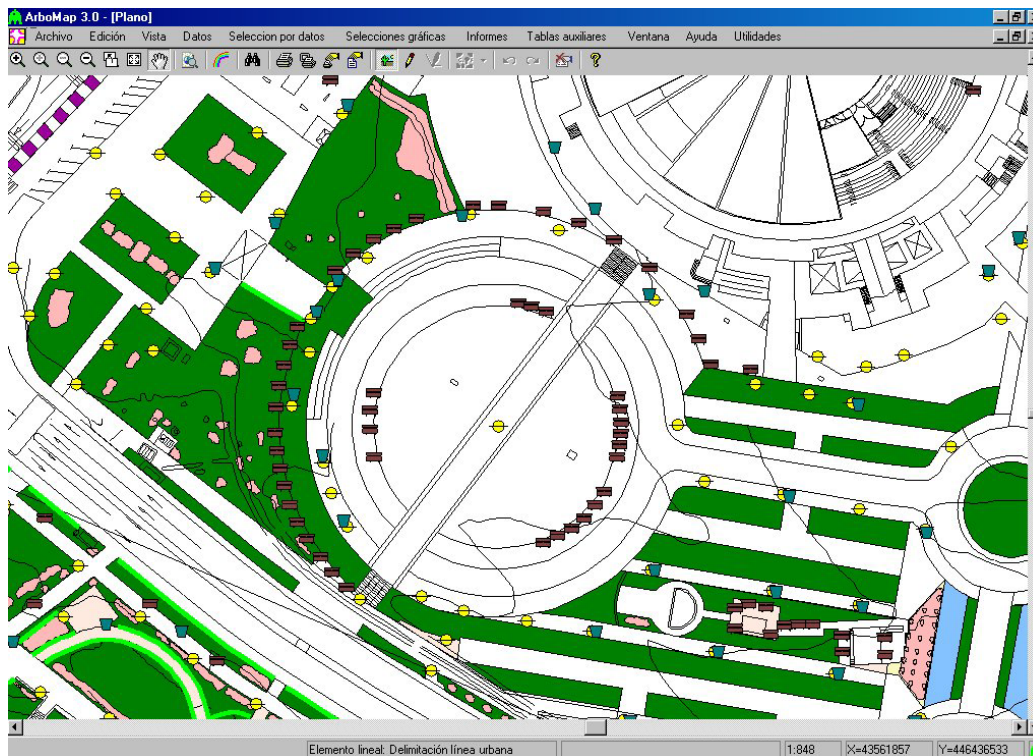 ArboMap 3.0 - [Plano]
Archivo Edición Vista Datos Seleccion por datos Selecciones gráficas Informes Tablas auxiliares Ventana Ayuda Utilidades
Elemento lineal: Delimitación línea urbana 1:848 X=43561857 Y=446436533